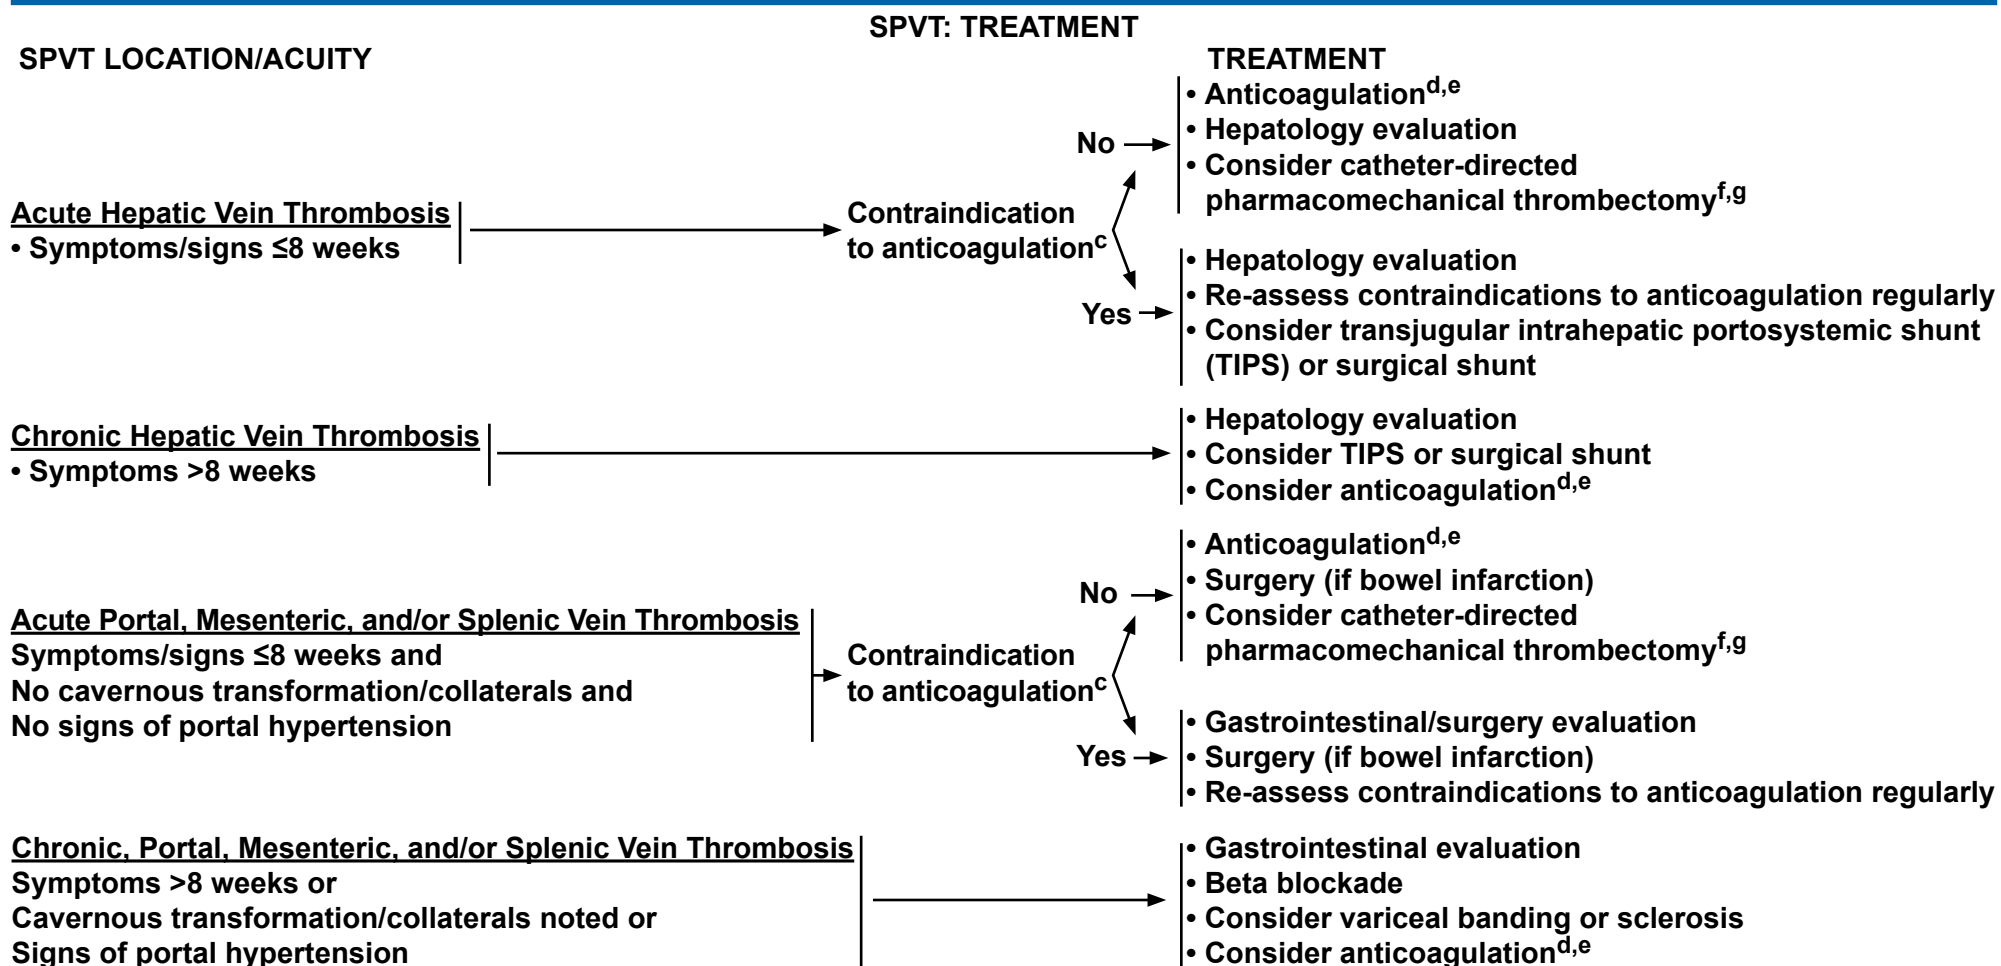 SPVT: TREATMENT
SPVT LOCATION/ACUITY
TREATMENT
Acute Hepatic Vein Thrombosis
• Symptoms/signs ≤8 weeks
Contraindication
to anticoagulationc
No
• Anticoagulationd,e
• Hepatology evaluation
• Consider catheter-directed
pharmacomechanical thrombectomyf,g
Yes
• Hepatology evaluation
• Re-assess contraindications to anticoagulation regularly
• Consider transjugular intrahepatic portosystemic shunt
(TIPS) or surgical shunt
Chronic Hepatic Vein Thrombosis
• Symptoms >8 weeks
• Hepatology evaluation
• Consider TIPS or surgical shunt
• Consider anticoagulationd,e
Acute Portal, Mesenteric, and/or Splenic Vein Thrombosis
Symptoms/signs ≤8 weeks and
No cavernous transformation/collaterals and
No signs of portal hypertension
Contraindication
to anticoagulationc
No
• Anticoagulationd,e
• Surgery (if bowel infarction)
• Consider catheter-directed
pharmacomechanical thrombectomyf,g
Yes
• Gastrointestinal/surgery evaluation
• Surgery (if bowel infarction)
• Re-assess contraindications to anticoagulation regularly
Chronic, Portal, Mesenteric, and/or Splenic Vein Thrombosis
Symptoms >8 weeks or
Cavernous transformation/collaterals noted or
Signs of portal hypertension
• Gastrointestinal evaluation
• Beta blockade
• Consider variceal banding or sclerosis
• Consider anticoagulationd,e